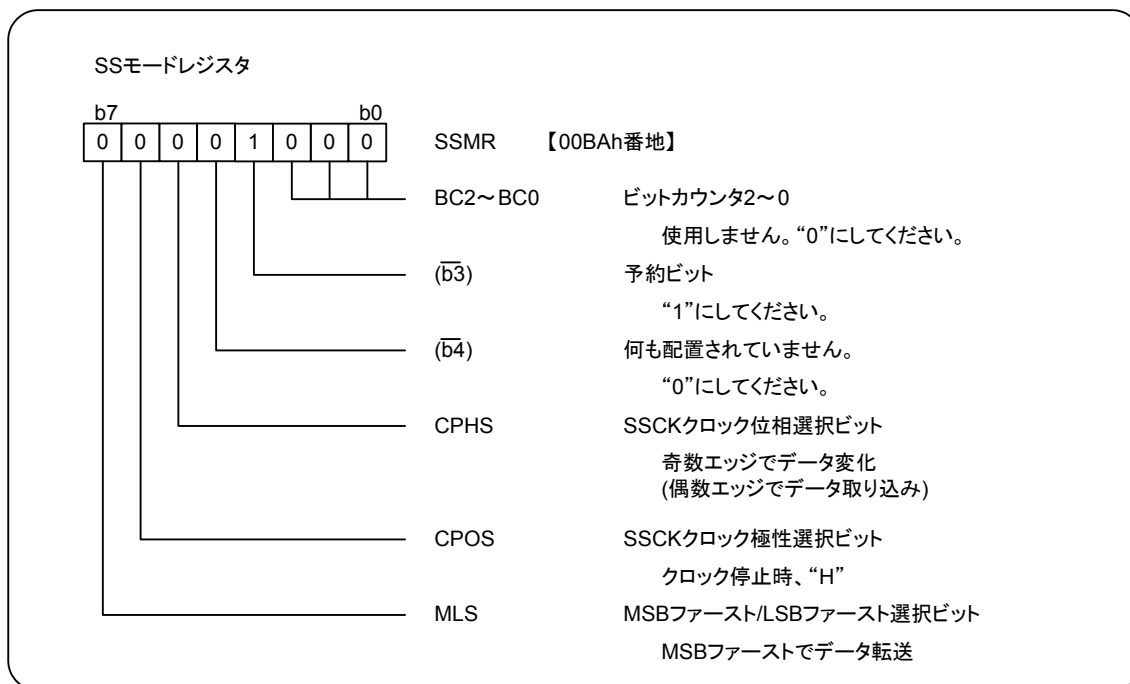 SSモードレジスタ
b7 b0
0 0 0 0 1 0 0 0 SSMR 【00BAh番地】
BC2～BC0 ビットカウンタ2～0
使用しません。“0”にしてください。
(b3) 予約ビット
“1”にしてください。
(b4) 何も配置されていません。
“0”にしてください。
CPHS SSCKクロック位相選択ビット
奇数エッジでデータ変化
(偶数エッジでデータ取り込み)
CPOS SSCKクロック極性選択ビット
クロック停止時、“H”
MLS MSBファースト/LSBファースト選択ビット
MSBファーストでデータ転送